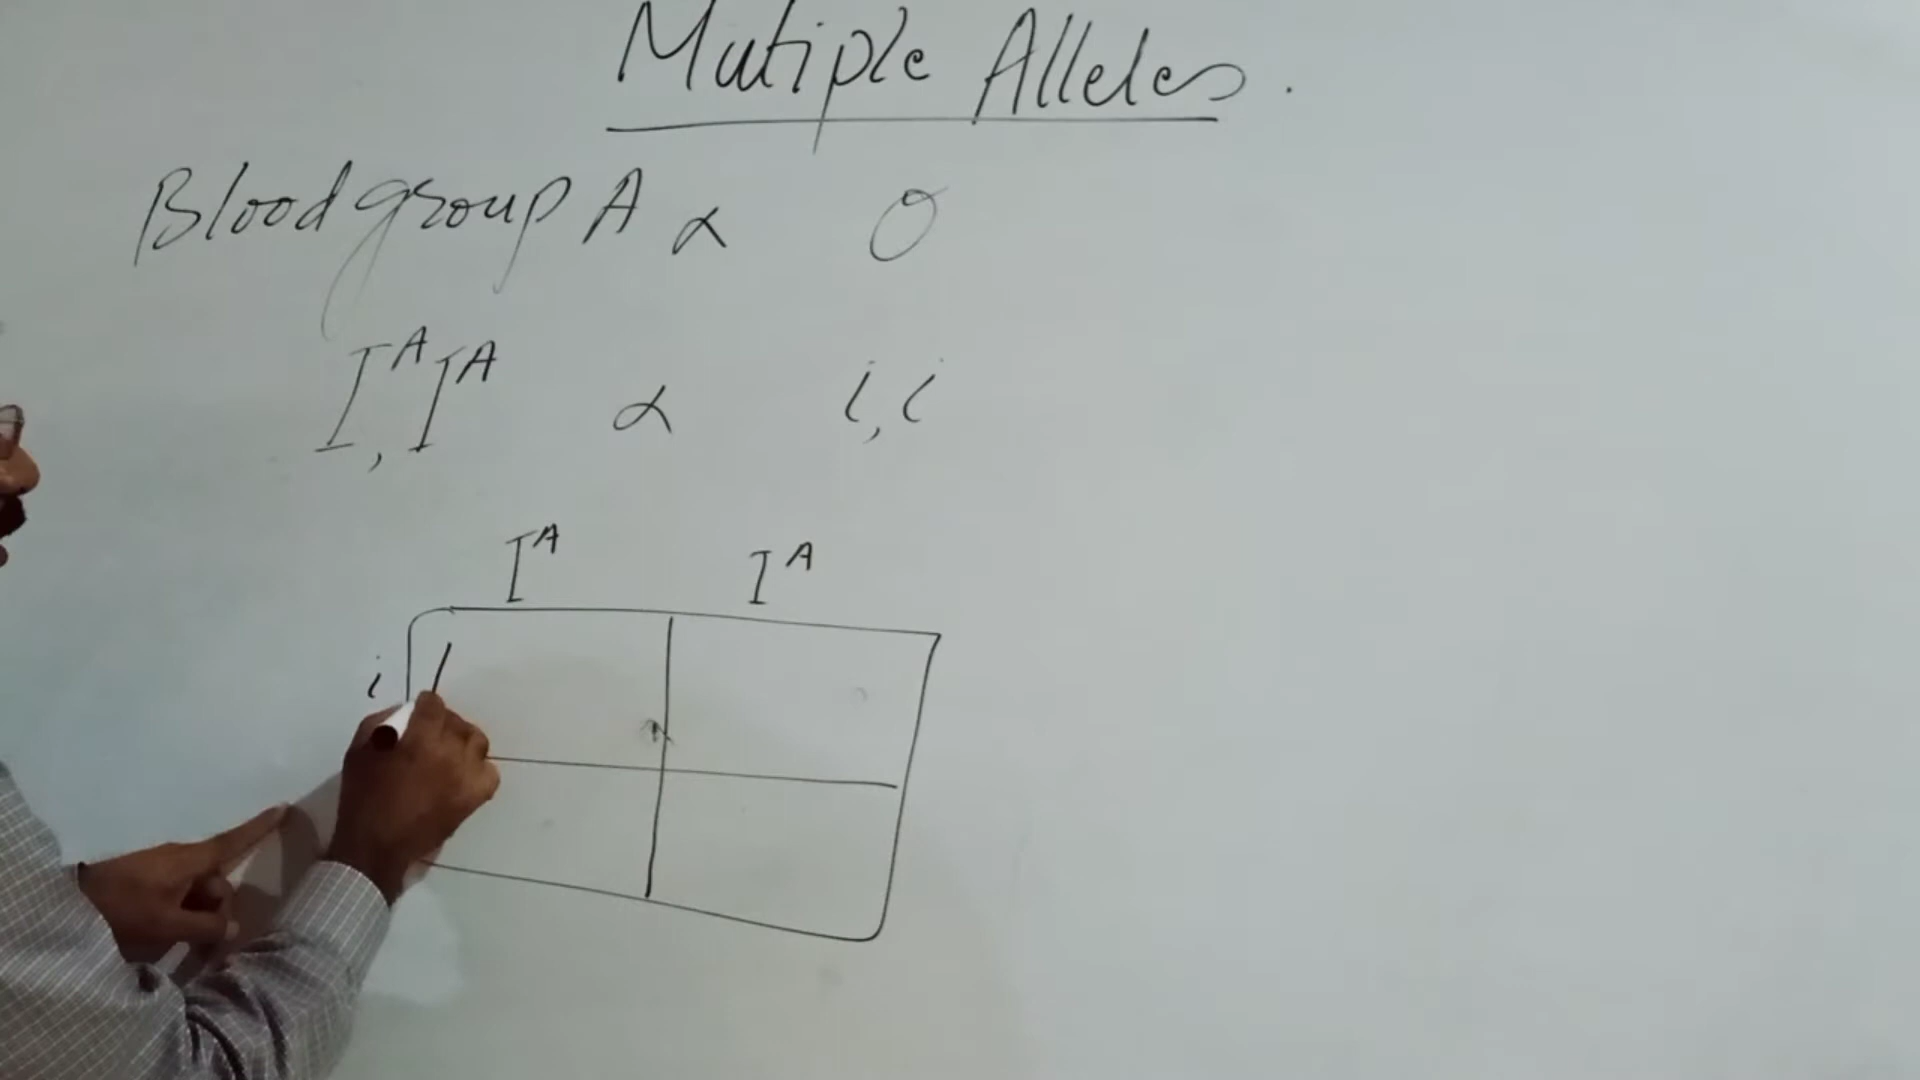 Mutiple Alleles.
Blood group A x O
I^A, I^A x i, i
I^A I^A
i